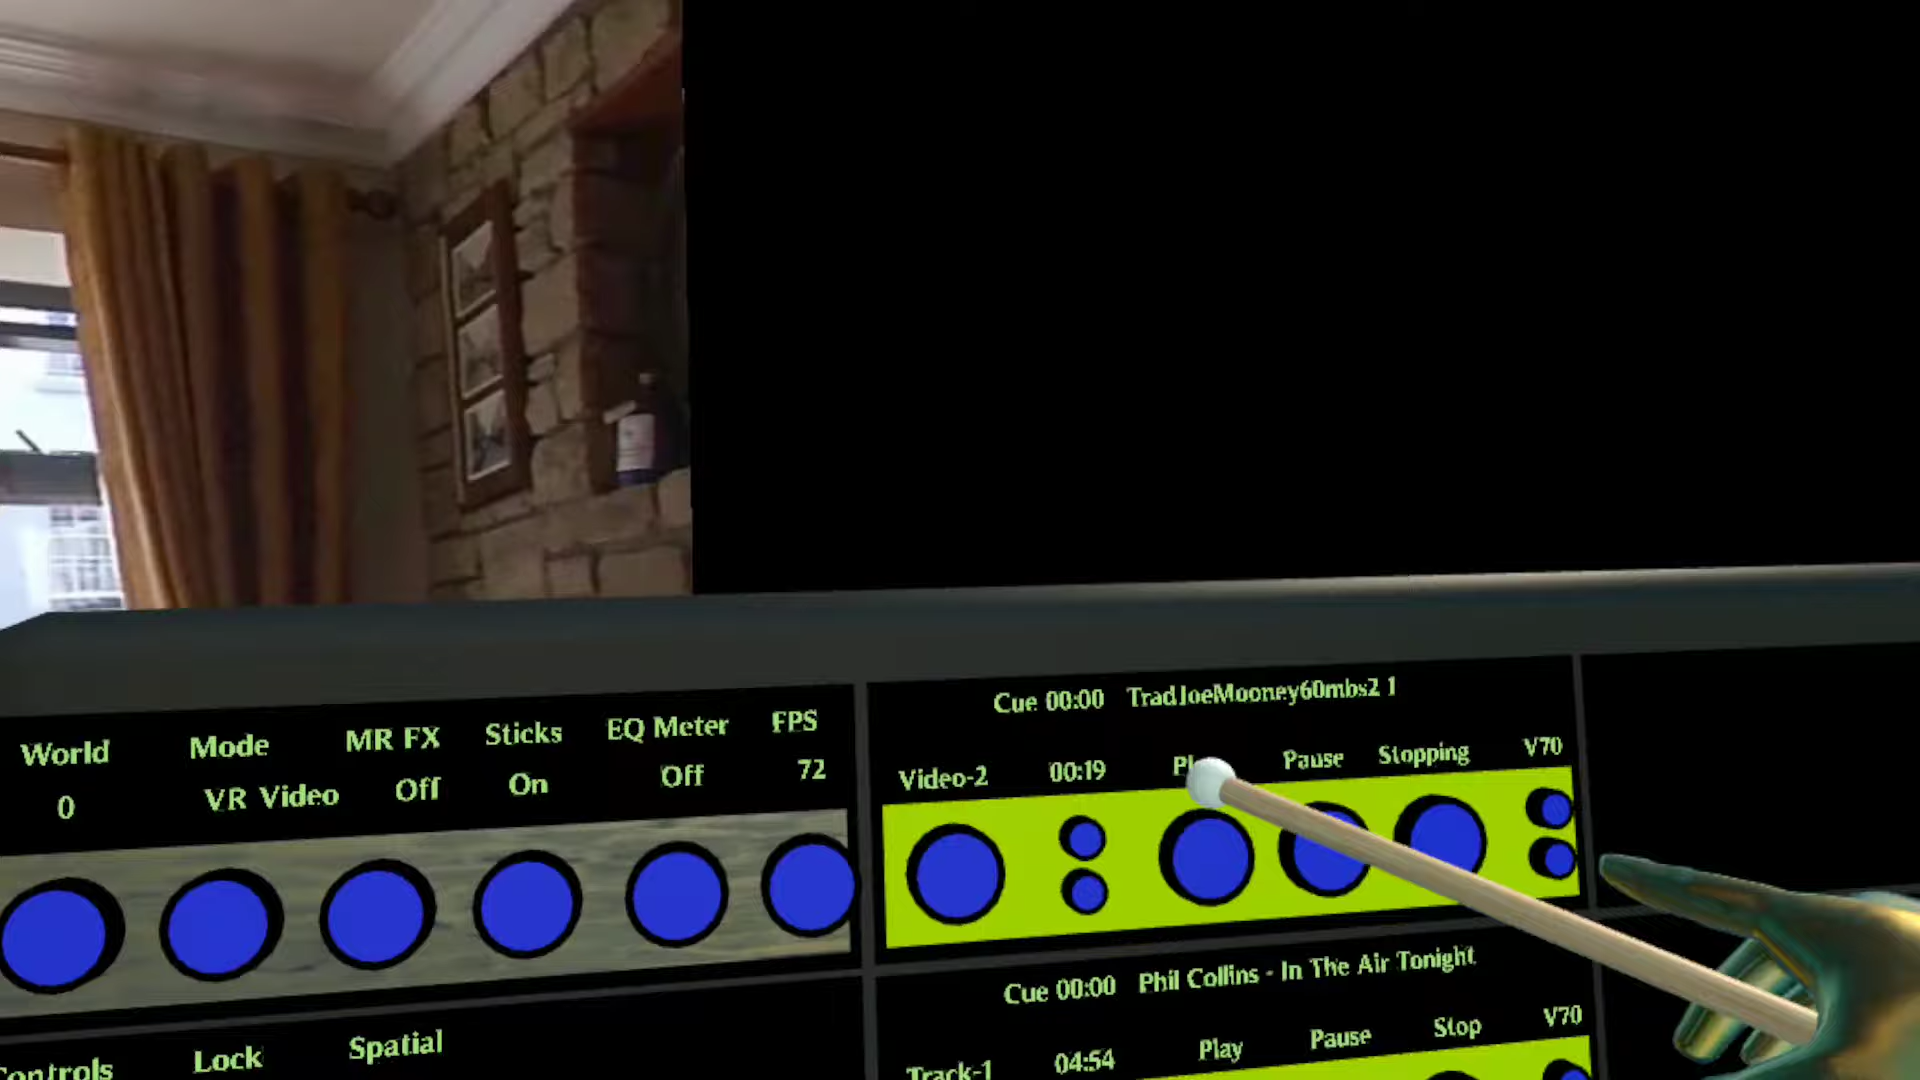 World Mode MR FX Sticks EQ Meter FPS
0 VR Video Off On Off 72
Lock Spatial
Cue 00:00 TradJoeMooney60mbs2 1
Video-2 00:19 Pause Stopping V70
Cue 00:00 Phil Collins - In The Air Tonight
Track-1 04:54 Play Pause Stop V70